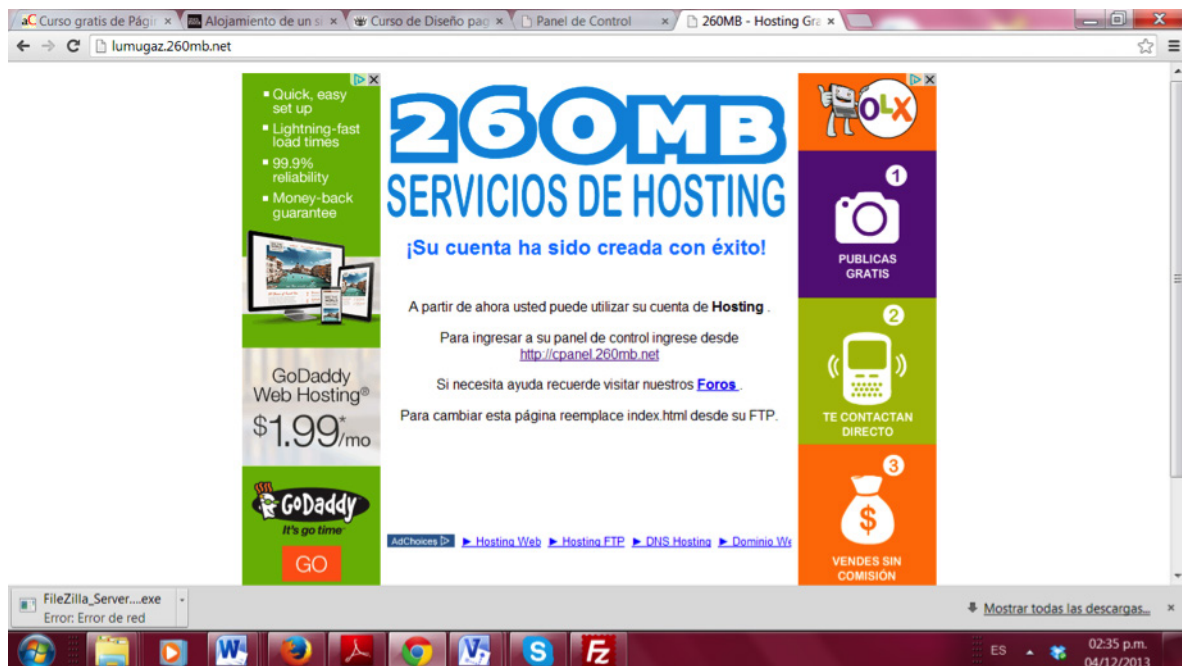 aC Curso gratis de Págir
Alojamiento de un si
Curso de Diseño pag
Panel de Control
260MB - Hosting Gra
lumugaz.260mb.net
Quick, easy
set up
Lightning-fast
load times
99.9%
reliability
Money-back
guarantee
GoDaddy
Web Hosting®
$1.99*/mo
GoDaddy
It's go time
GO
260MB
SERVICIOS DE HOSTING
¡Su cuenta ha sido creada con éxito!
A partir de ahora usted puede utilizar su cuenta de Hosting .
Para ingresar a su panel de control ingrese desde
http://cpanel.260mb.net
Si necesita ayuda recuerde visitar nuestros Foros .
Para cambiar esta página reemplace index.html desde su FTP.
AdChoices ► Hosting Web ► Hosting FTP ► DNS Hosting ► Dominio We
OLX
1
PUBLICAS
GRATIS
2
TE CONTACTAN
DIRECTO
3
$
VENDES SIN
COMISIÓN
FileZilla_Server....exe
Error: Error de red
Mostrar todas las descargas...
W
S
Fz
ES
02:35 p.m.
04/12/2013